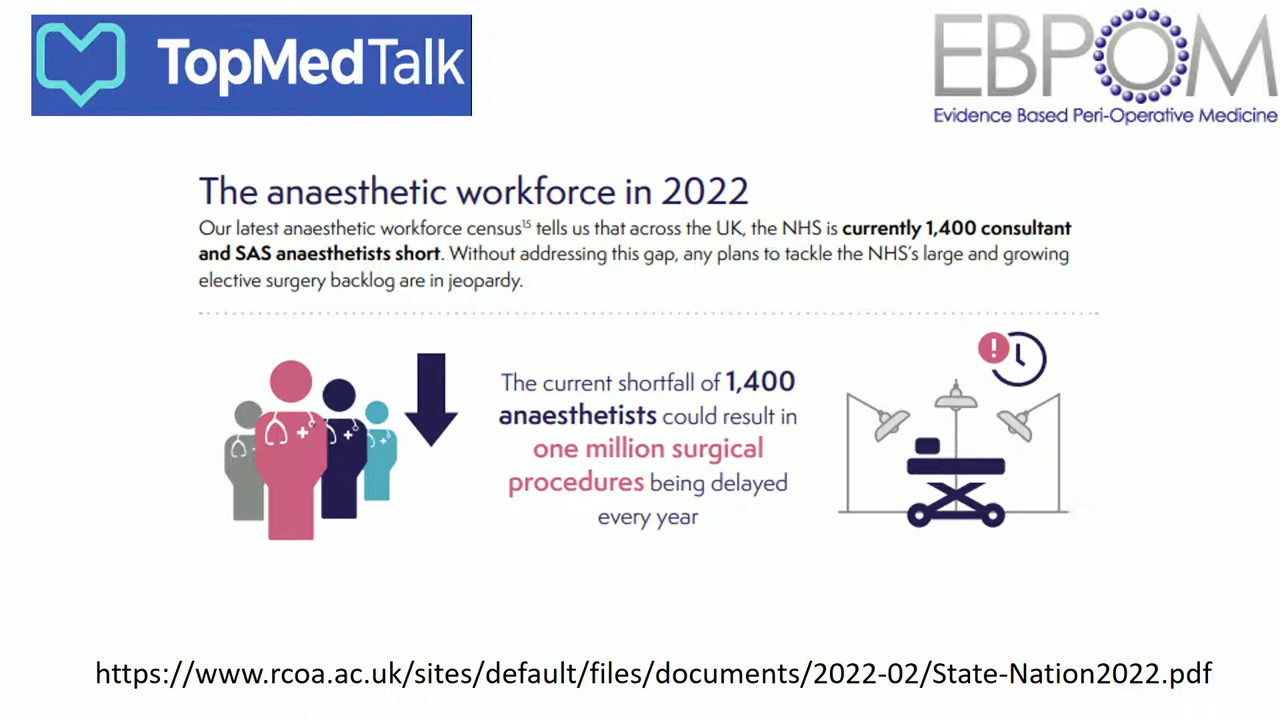 TopMedTalk
EBPOM
Evidence Based Peri-Operative Medicine
The anaesthetic workforce in 2022
Our latest anaesthetic workforce census¹⁵ tells us that across the UK, the NHS is currently 1,400 consultant
and SAS anaesthetists short. Without addressing this gap, any plans to tackle the NHS's large and growing
elective surgery backlog are in jeopardy.
The current shortfall of 1,400
anaesthetists could result in
one million surgical
procedures being delayed
every year
!
https://www.rcoa.ac.uk/sites/default/files/documents/2022-02/State-Nation2022.pdf